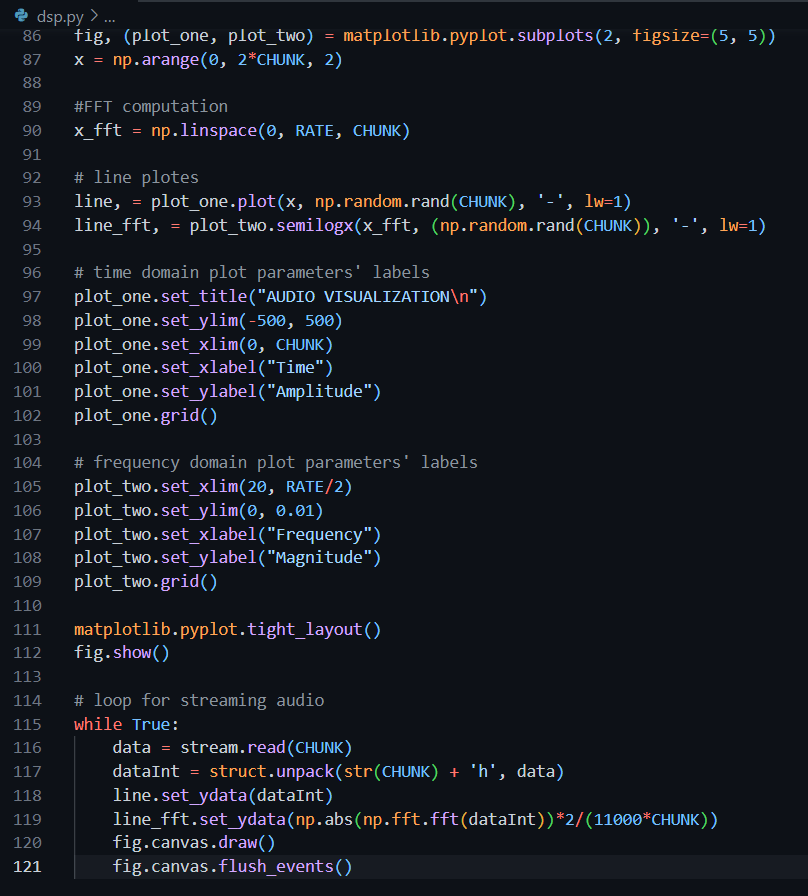 dsp.py > ...
86 fig, (plot_one, plot_two) = matplotlib.pyplot.subplots(2, figsize=(5, 5))
87 x = np.arange(0, 2*CHUNK, 2)
88
89 #FFT computation
90 x_fft = np.linspace(0, RATE, CHUNK)
91
92 # line plotes
93 line, = plot_one.plot(x, np.random.rand(CHUNK), '-', lw=1)
94 line_fft, = plot_two.semilogx(x_fft, (np.random.rand(CHUNK)), '-', lw=1)
95
96 # time domain plot parameters' labels
97 plot_one.set_title("AUDIO VISUALIZATION\n")
98 plot_one.set_ylim(-500, 500)
99 plot_one.set_xlim(0, CHUNK)
100 plot_one.set_xlabel("Time")
101 plot_one.set_ylabel("Amplitude")
102 plot_one.grid()
103
104 # frequency domain plot parameters' labels
105 plot_two.set_xlim(20, RATE/2)
106 plot_two.set_ylim(0, 0.01)
107 plot_two.set_xlabel("Frequency")
108 plot_two.set_ylabel("Magnitude")
109 plot_two.grid()
110
111 matplotlib.pyplot.tight_layout()
112 fig.show()
113
114 # loop for streaming audio
115 while True:
116     data = stream.read(CHUNK)
117     dataInt = struct.unpack(str(CHUNK) + 'h', data)
118     line.set_ydata(dataInt)
119     line_fft.set_ydata(np.abs(np.fft.fft(dataInt))*2/(11000*CHUNK))
120     fig.canvas.draw()
121     fig.canvas.flush_events()